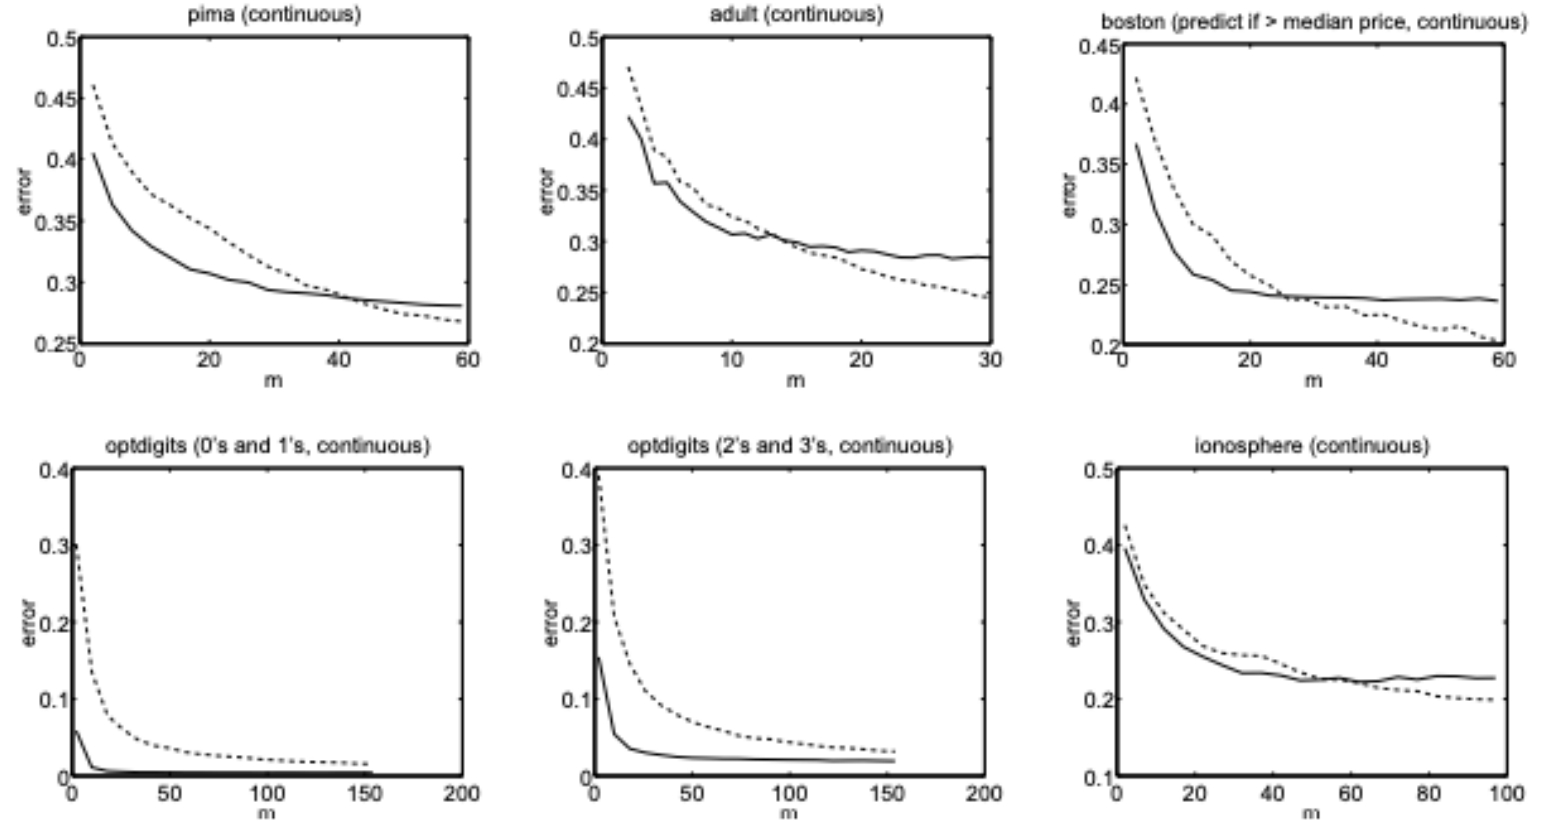 pima (continuous)
0.5
0.45
0.4
0.35
0.3
0.25
error
0 20 40 60
m
adult (continuous)
0.5
0.45
0.4
0.35
0.3
0.25
0.2
error
0 10 20 30
m
boston (predict if > median price, continuous)
0.45
0.4
0.35
0.3
0.25
0.2
error
0 20 40 60
m
optdigits (0's and 1's, continuous)
0.4
0.3
0.2
0.1
0
error
0 50 100 150 200
m
optdigits (2's and 3's, continuous)
0.4
0.3
0.2
0.1
0
error
0 50 100 150 200
m
ionosphere (continuous)
0.5
0.4
0.3
0.2
0.1
error
0 20 40 60 80 100
m